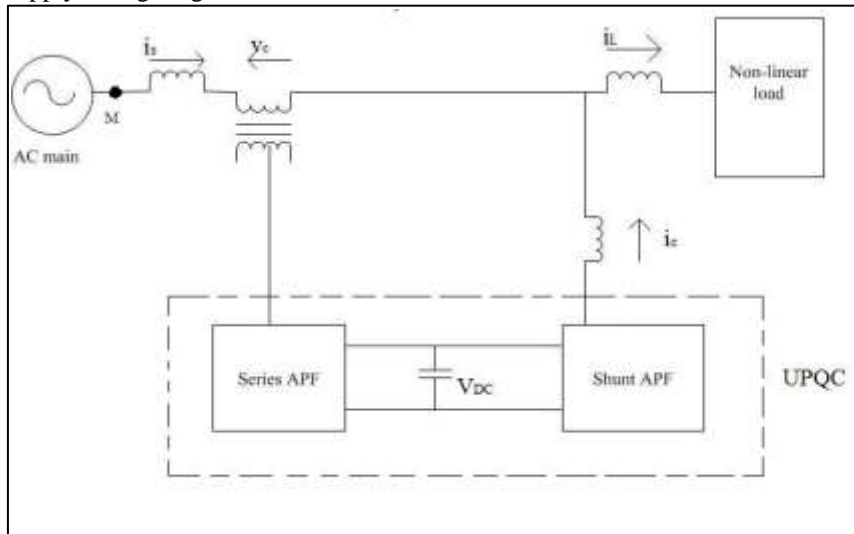 is
vc
iL
Non-linear
load
M
AC main
ic
Series APF
VDC
Shunt APF
UPQC